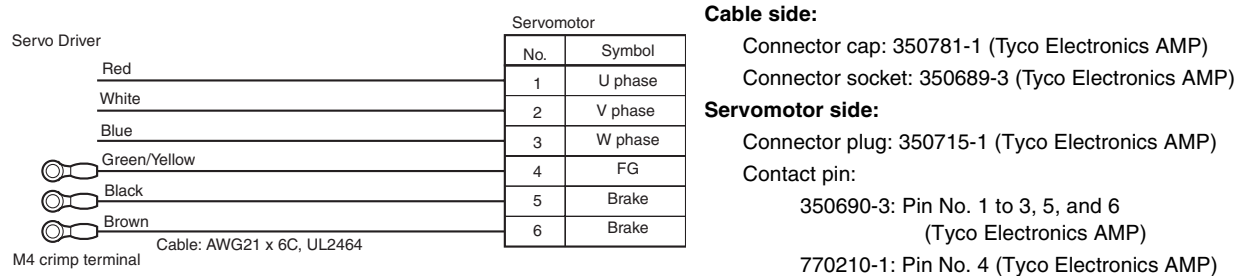 Servomotor
Servo Driver
No. Symbol
Red
1 U phase
White
2 V phase
Blue
3 W phase
Green/Yellow
4 FG
Black
5 Brake
Brown
6 Brake
Cable: AWG21 x 6C, UL2464
M4 crimp terminal
Cable side:
Connector cap: 350781-1 (Tyco Electronics AMP)
Connector socket: 350689-3 (Tyco Electronics AMP)
Servomotor side:
Connector plug: 350715-1 (Tyco Electronics AMP)
Contact pin:
350690-3: Pin No. 1 to 3, 5, and 6
(Tyco Electronics AMP)
770210-1: Pin No. 4 (Tyco Electronics AMP)